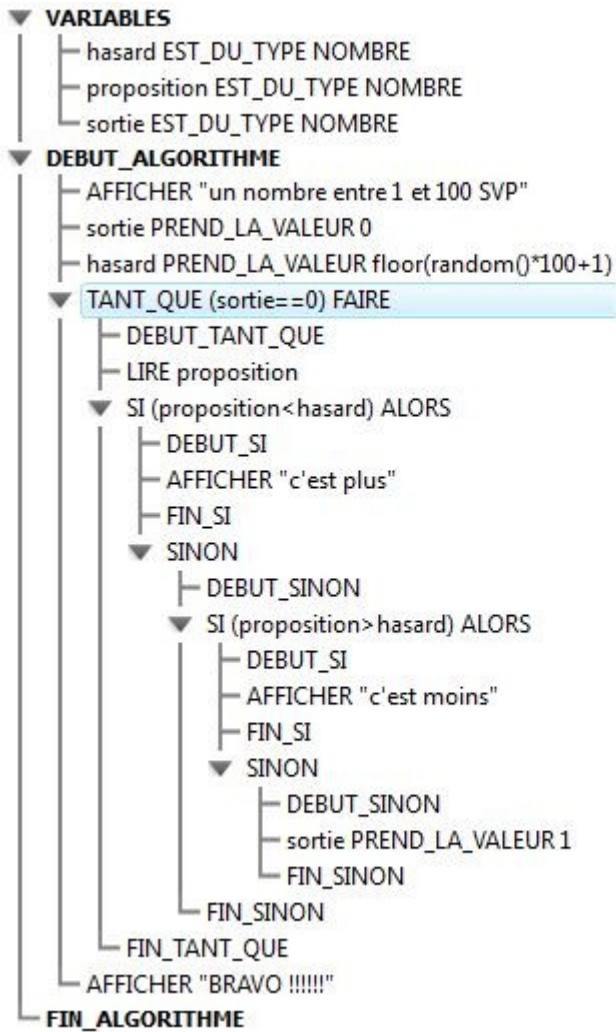 VARIABLES
hasard EST_DU_TYPE NOMBRE
proposition EST_DU_TYPE NOMBRE
sortie EST_DU_TYPE NOMBRE
DEBUT_ALGORITHME
AFFICHER "un nombre entre 1 et 100 SVP"
sortie PREND_LA_VALEUR 0
hasard PREND_LA_VALEUR floor(random()*100+1)
TANT_QUE (sortie==0) FAIRE
DEBUT_TANT_QUE
LIRE proposition
SI (proposition<hasard) ALORS
DEBUT_SI
AFFICHER "c'est plus"
FIN_SI
SINON
DEBUT_SINON
SI (proposition>hasard) ALORS
DEBUT_SI
AFFICHER "c'est moins"
FIN_SI
SINON
DEBUT_SINON
sortie PREND_LA_VALEUR 1
FIN_SINON
FIN_SINON
FIN_TANT_QUE
AFFICHER "BRAVO !!!!!!"
FIN_ALGORITHME